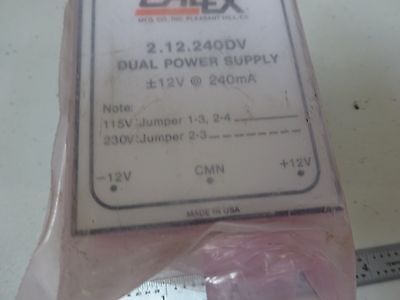 CALEX
MFG. CO., INC. PLEASANT HILL, CA
2.12.240DV
DUAL POWER SUPPLY
±12V @ 240mA
Note:
115V: Jumper 1-3, 2-4
230V: Jumper 2-3
-12V CMN +12V
MADE IN USA